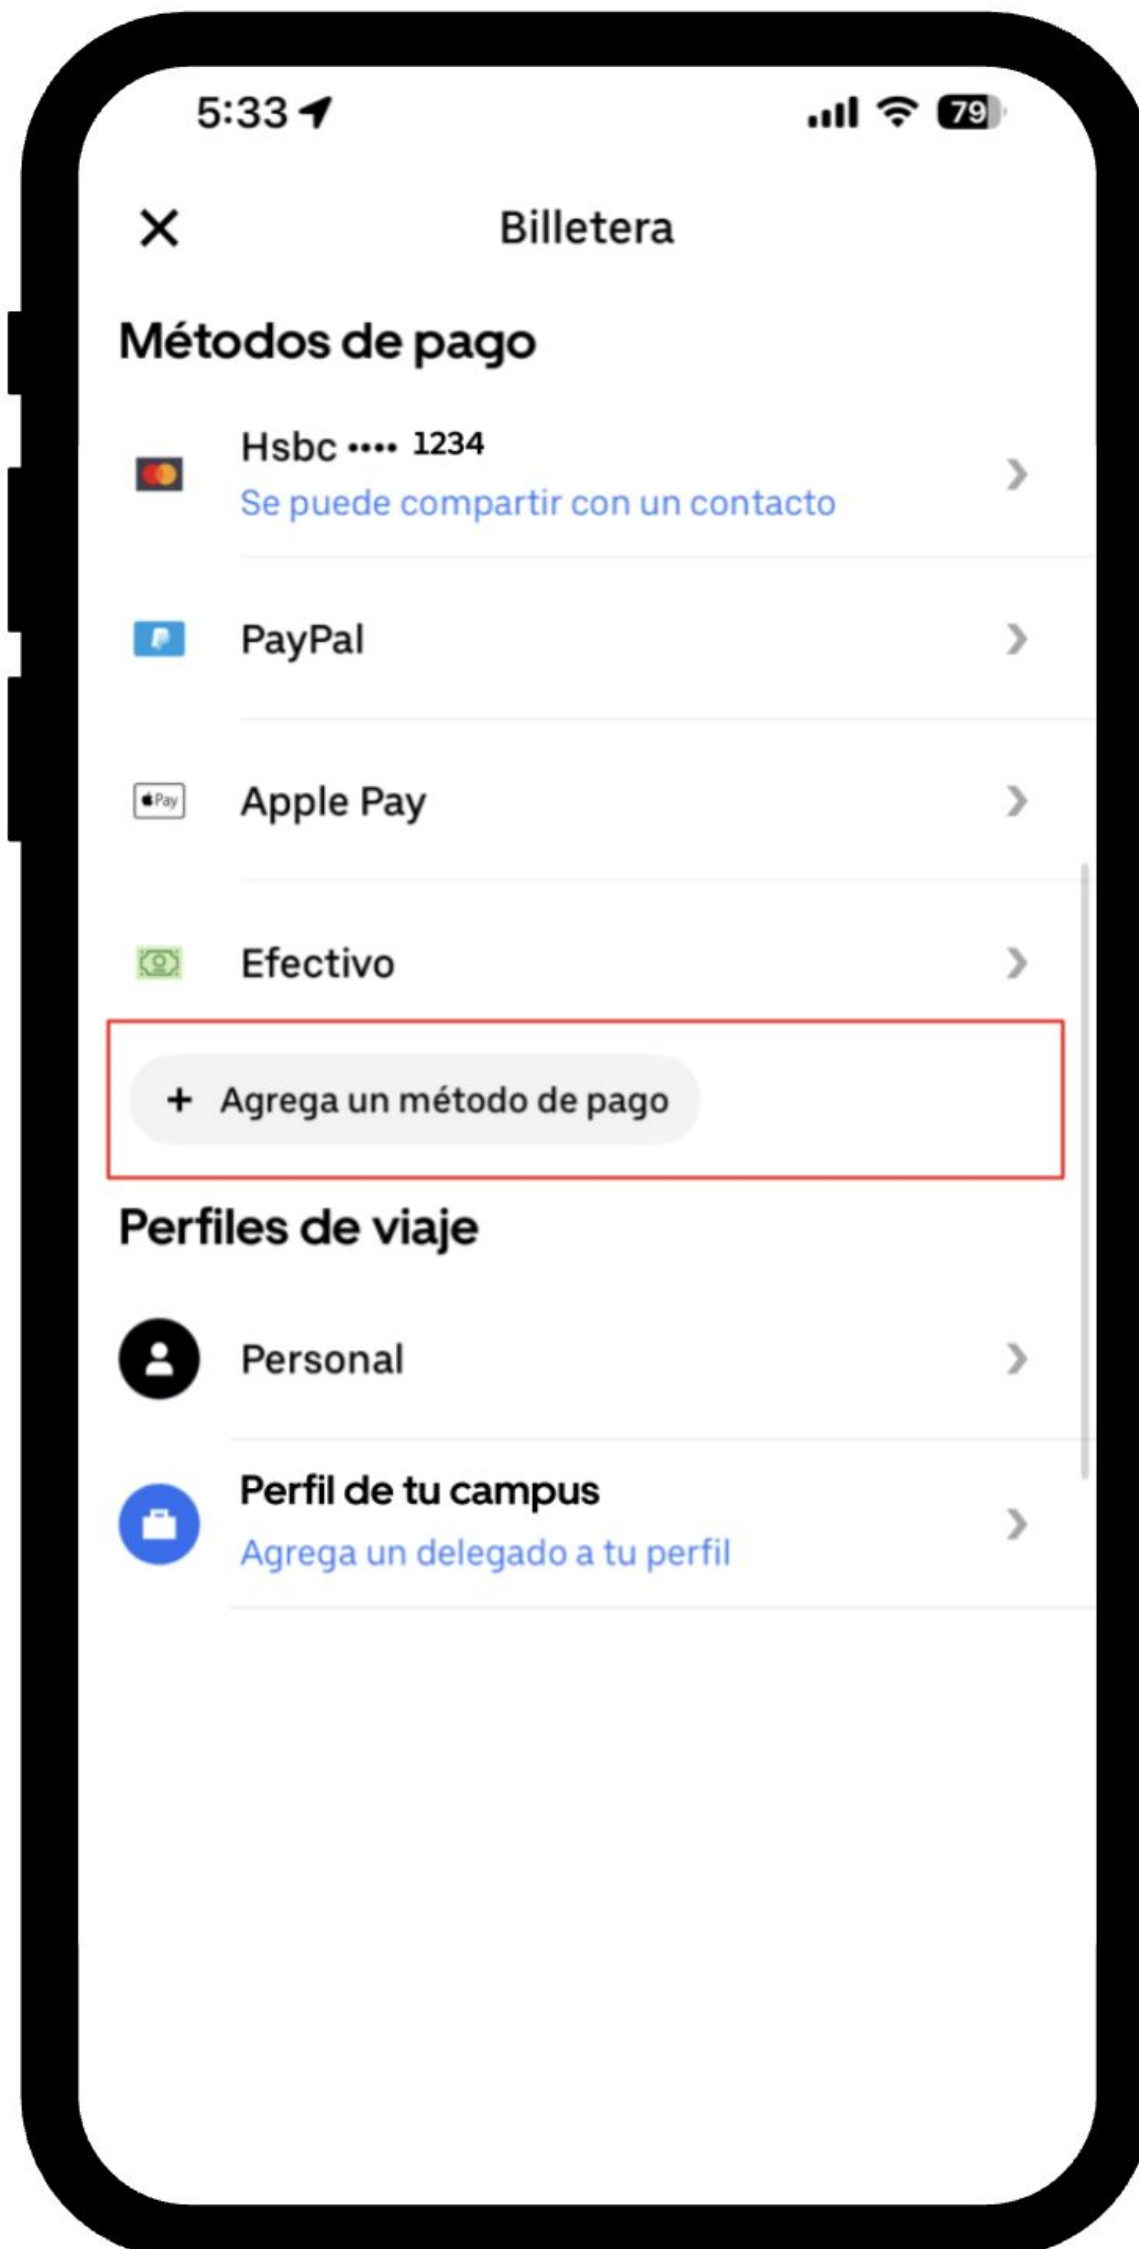 5:33
79
Billetera
Métodos de pago
Hsbc •••• 1234
Se puede compartir con un contacto
PayPal
Pay
Apple Pay
Efectivo
+ Agrega un método de pago
Perfiles de viaje
Personal
Perfil de tu campus
Agrega un delegado a tu perfil